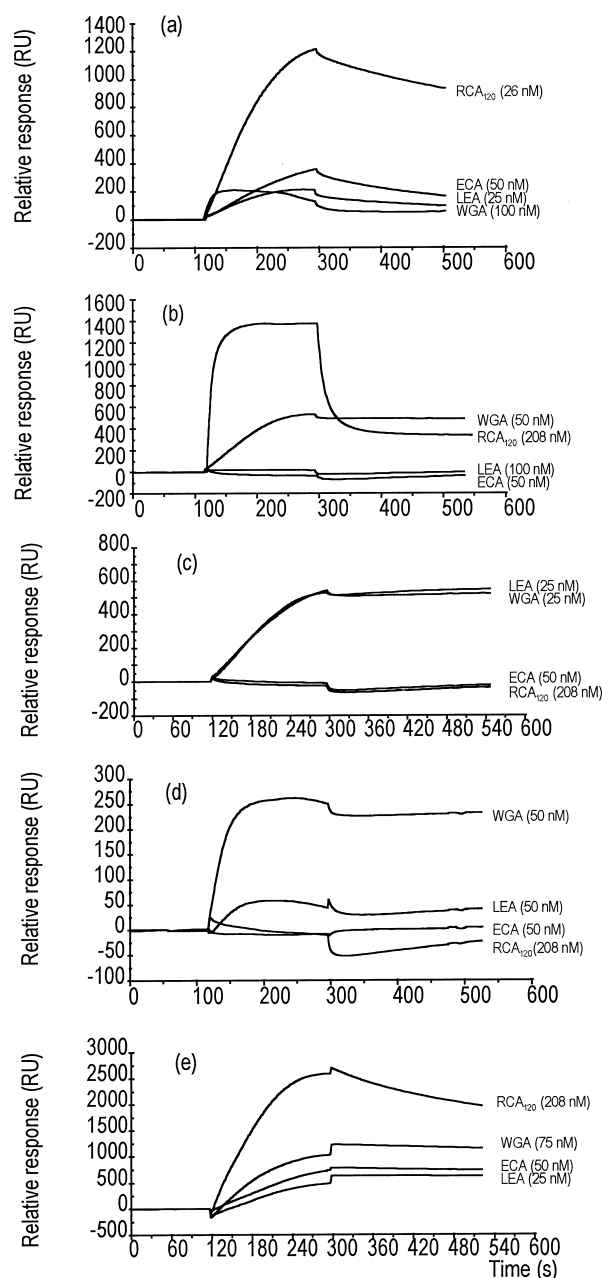 (a)
Relative response (RU)
1400
1200
1000
800
600
400
200
0
-200
RCA120 (26 nM)
ECA (50 nM)
LEA (25 nM)
WGA (100 nM)
0 100 200 300 400 500 600
(b)
Relative response (RU)
1600
1400
1200
1000
800
600
400
200
0
-200
WGA (50 nM)
RCA120 (208 nM)
LEA (100 nM)
ECA (50 nM)
0 100 200 300 400 500 600
(c)
Relative response (RU)
800
600
400
200
0
-200
LEA (25 nM)
WGA (25 nM)
ECA (50 nM)
RCA120 (208 nM)
0 60 120 180 240 300 360 420 480 540 600
(d)
Relative response (RU)
300
250
200
150
100
50
0
-50
-100
WGA (50 nM)
LEA (50 nM)
ECA (50 nM)
RCA120(208 nM)
0 100 200 300 400 500 600
(e)
Relative response (RU)
3000
2500
2000
1500
1000
500
0
-500
RCA120 (208 nM)
WGA (75 nM)
ECA (50 nM)
LEA (25 nM)
0 60 120 180 240 300 360 420 480 540 600
Time (s)